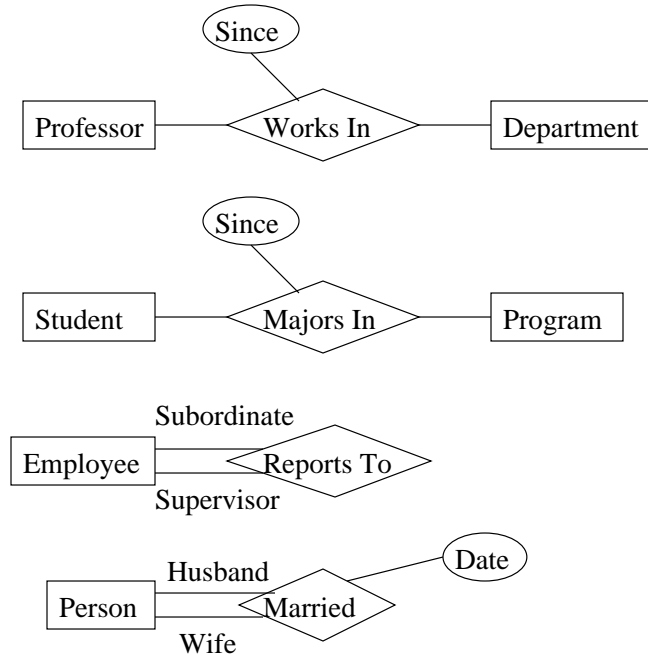 Since
Professor
Works In
Department
Since
Student
Majors In
Program
Subordinate
Employee
Reports To
Supervisor
Date
Husband
Person
Married
Wife